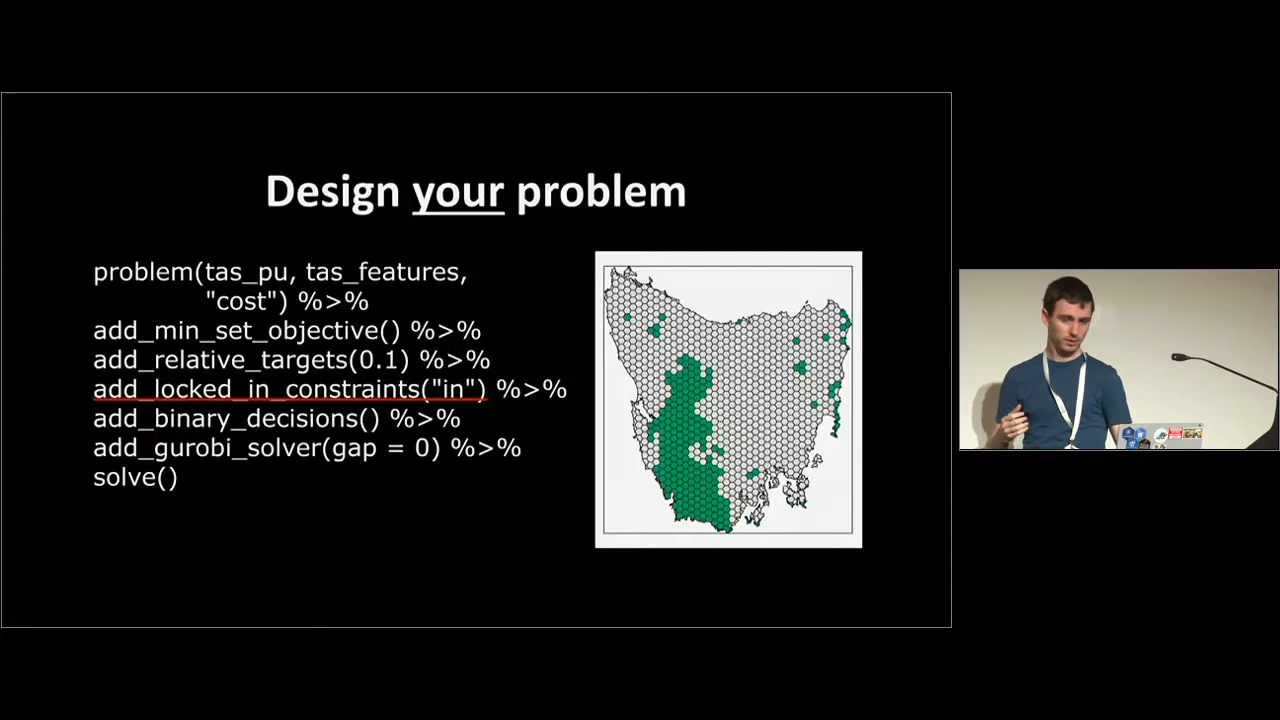 Design your problem
problem(tas_pu, tas_features,
"cost") %>%
add_min_set_objective() %>%
add_relative_targets(0.1) %>%
add_locked_in_constraints("in") %>%
add_binary_decisions() %>%
add_gurobi_solver(gap = 0) %>%
solve()